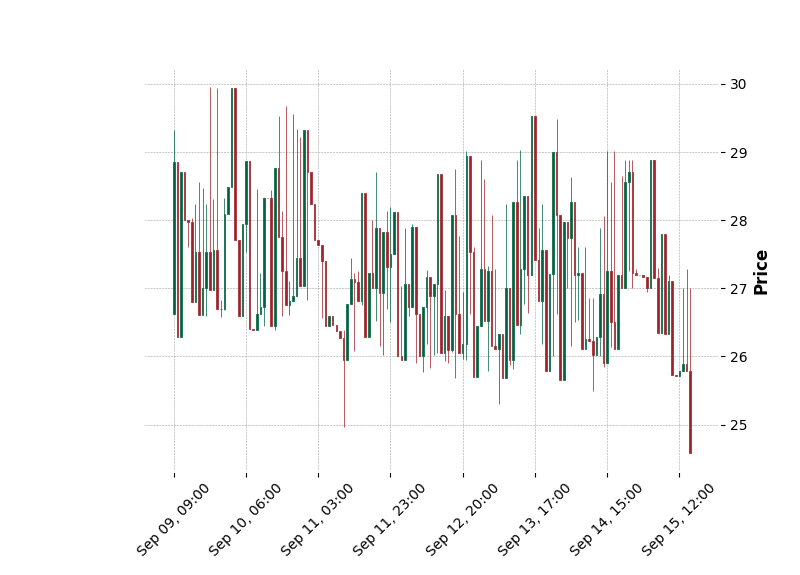 30
29
28
27
26
25
Price
Sep 09, 09:00
Sep 10, 06:00
Sep 11, 03:00
Sep 11, 23:00
Sep 12, 20:00
Sep 13, 17:00
Sep 14, 15:00
Sep 15, 12:00